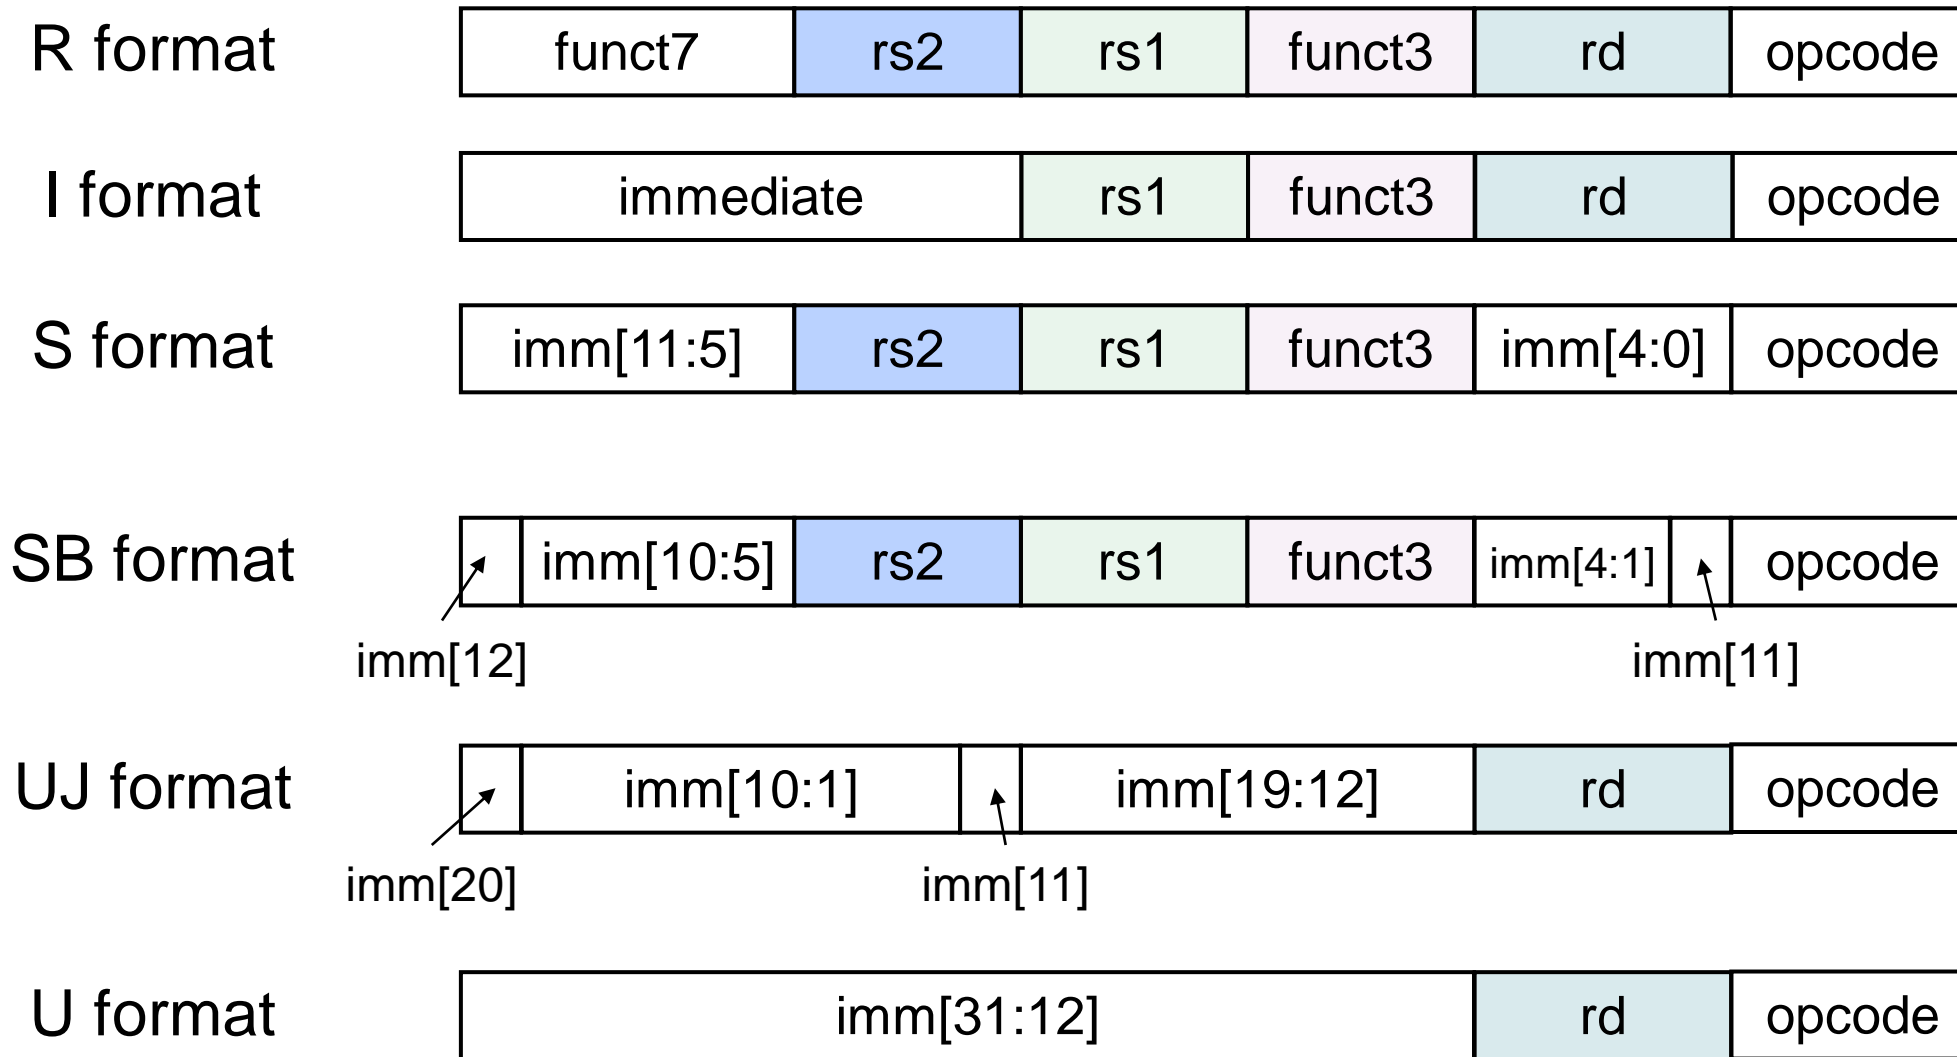 R format funct7 rs2 rs1 funct3 rd opcode
I format immediate rs1 funct3 rd opcode
S format imm[11:5] rs2 rs1 funct3 imm[4:0] opcode
SB format imm[10:5] rs2 rs1 funct3 imm[4:1] opcode
imm[12] imm[11]
UJ format imm[10:1] imm[19:12] rd opcode
imm[20] imm[11]
U format imm[31:12] rd opcode